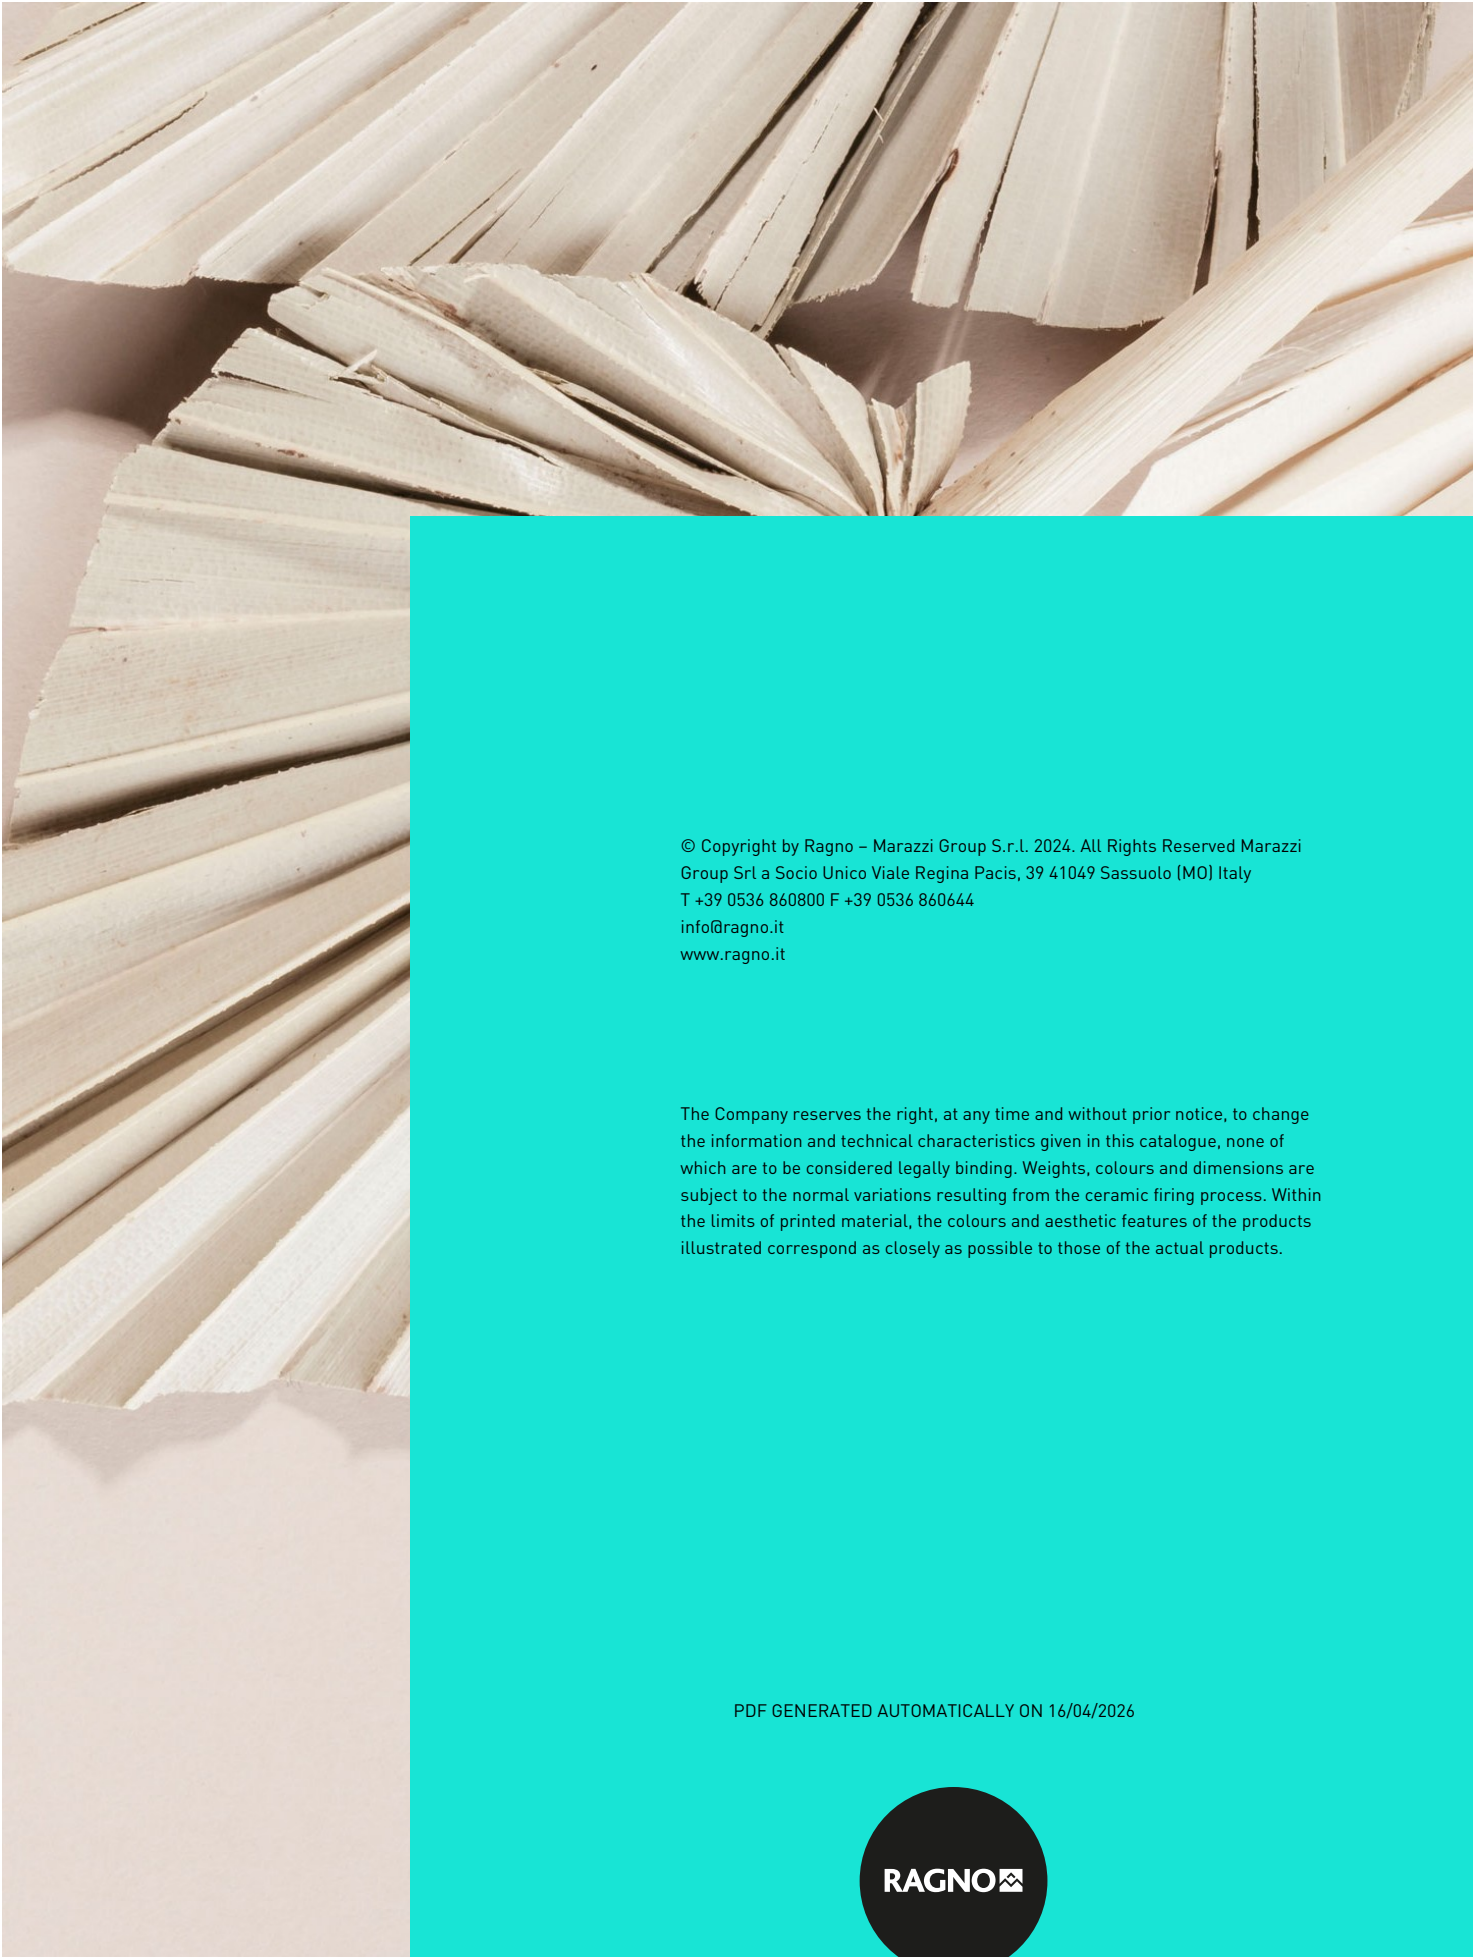 © Copyright by Ragno – Marazzi Group S.r.l. 2024. All Rights Reserved Marazzi
Group Srl a Socio Unico Viale Regina Pacis, 39 41049 Sassuolo (MO) Italy
T +39 0536 860800 F +39 0536 860644
info@ragno.it
www.ragno.it
The Company reserves the right, at any time and without prior notice, to change
the information and technical characteristics given in this catalogue, none of
which are to be considered legally binding. Weights, colours and dimensions are
subject to the normal variations resulting from the ceramic firing process. Within
the limits of printed material, the colours and aesthetic features of the products
illustrated correspond as closely as possible to those of the actual products.
PDF GENERATED AUTOMATICALLY ON 16/04/2026
RAGNO